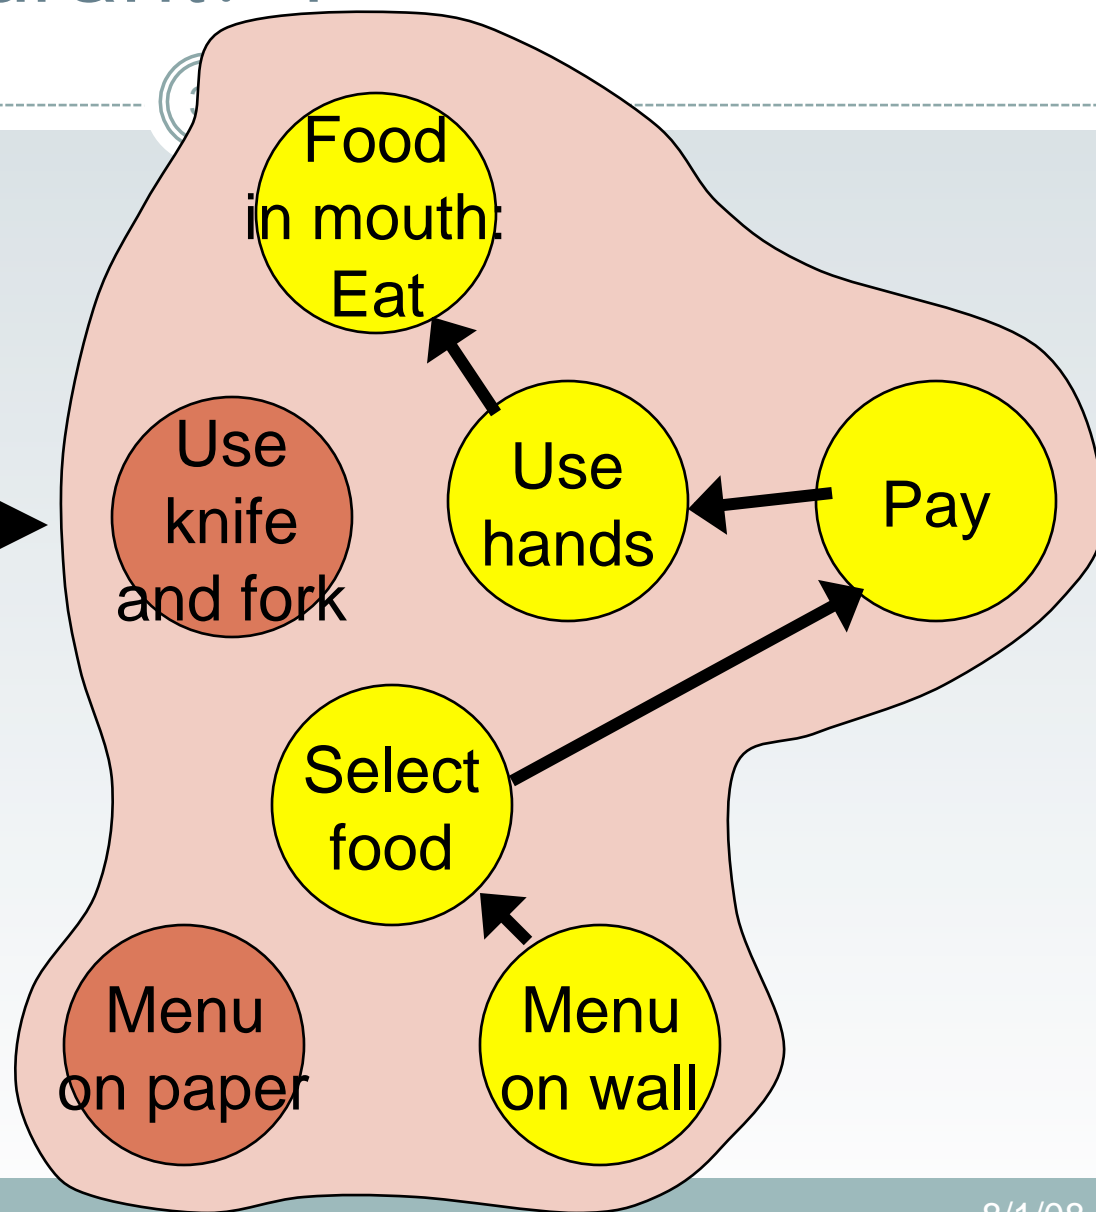 Food
in mouth:
Eat
Use
knife
and fork
Use
hands
Pay
Select
food
Menu
on paper
Menu
on wall